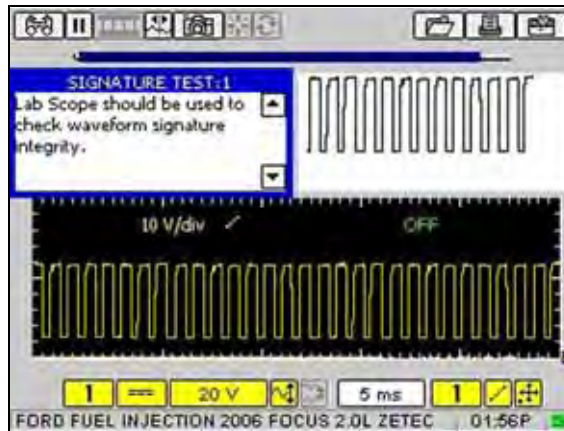 SIGNATURE TEST:1
Lab Scope should be used to
check waveform signature
integrity.
10 V/div
OFF
1
20 V
5 ms
1
FORD FUEL INJECTION 2006 FOCUS 2.0L ZETEC 01:56P